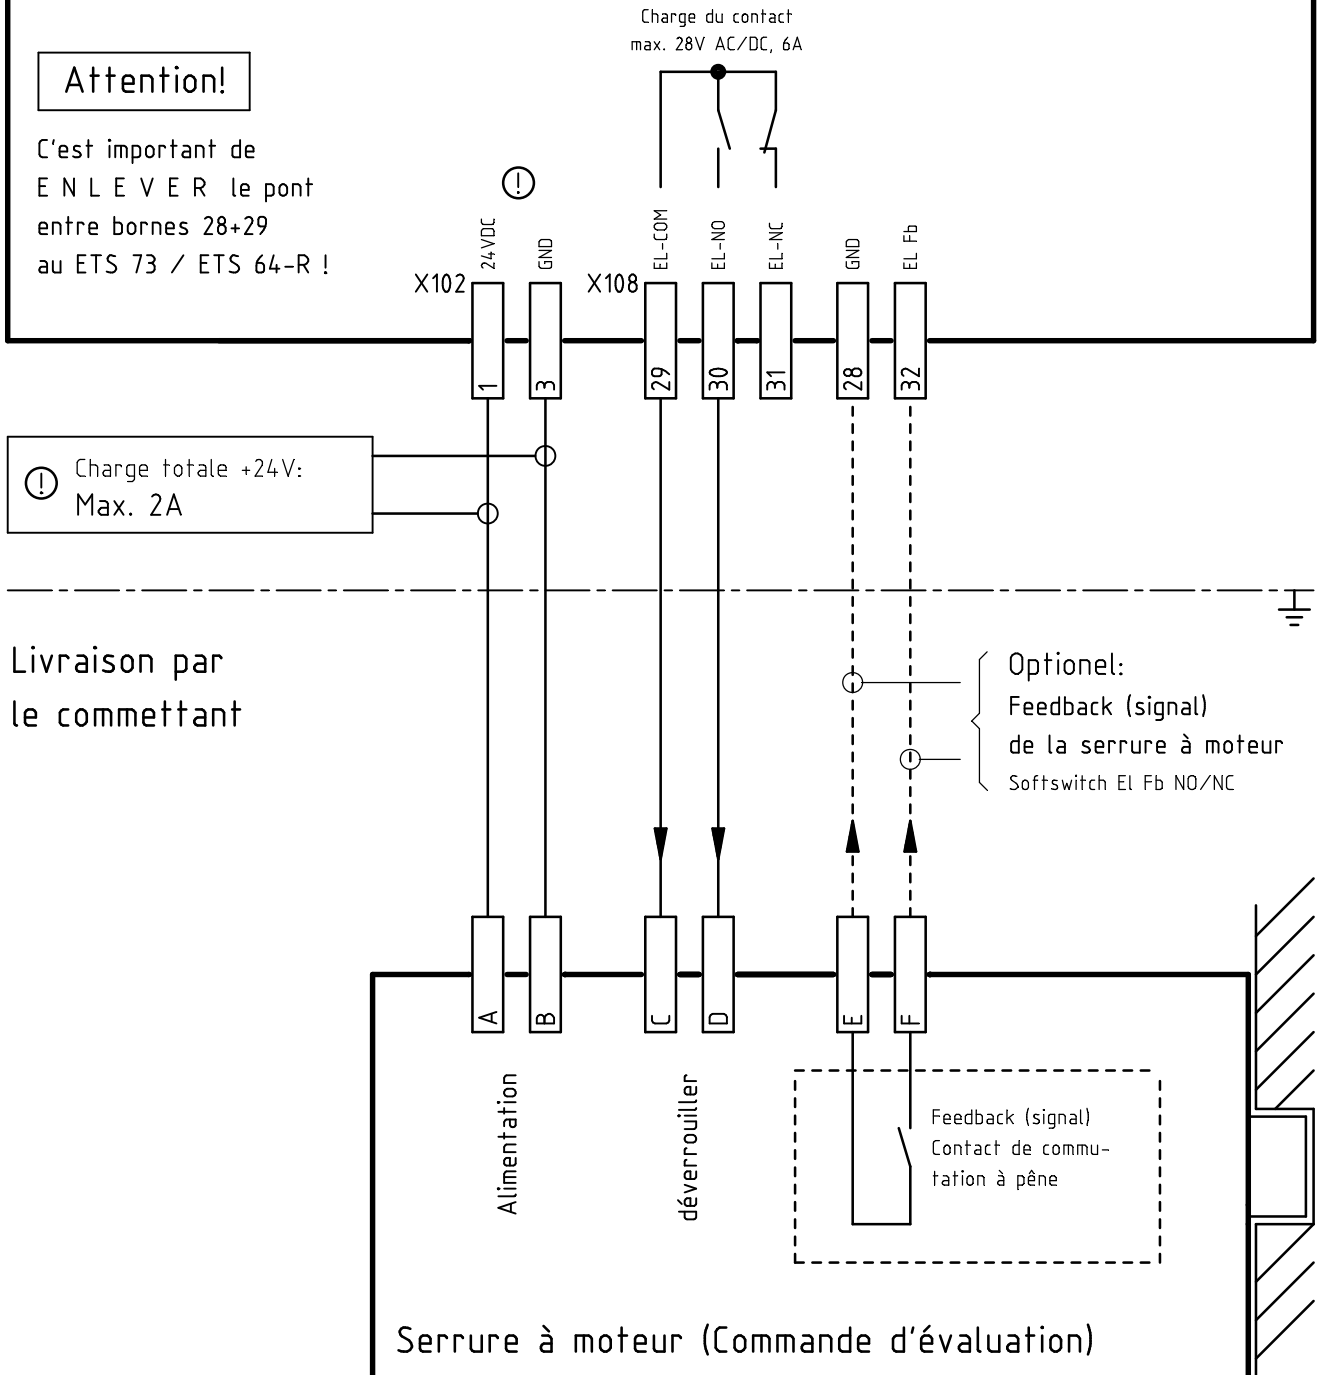 Charge du contact
max. 28V AC/DC, 6A
Attention!
C'est important de
E N L E V E R le pont
entre bornes 28+29
au ETS 73 / ETS 64-R !
!
X102
24VDC
GND
X108
EL-COM
EL-NO
EL-NC
GND
EL Fb
1
3
29
30
31
28
32
!
Charge totale +24V:
Max. 2A
Livraison par
le commettant
Optionel:
Feedback (signal)
de la serrure à moteur
Softswitch El Fb NO/NC
A
B
C
D
E
F
Alimentation
déverrouiller
Feedback (signal)
Contact de commu-
tation à pêne
Serrure à moteur (Commande d'évaluation)